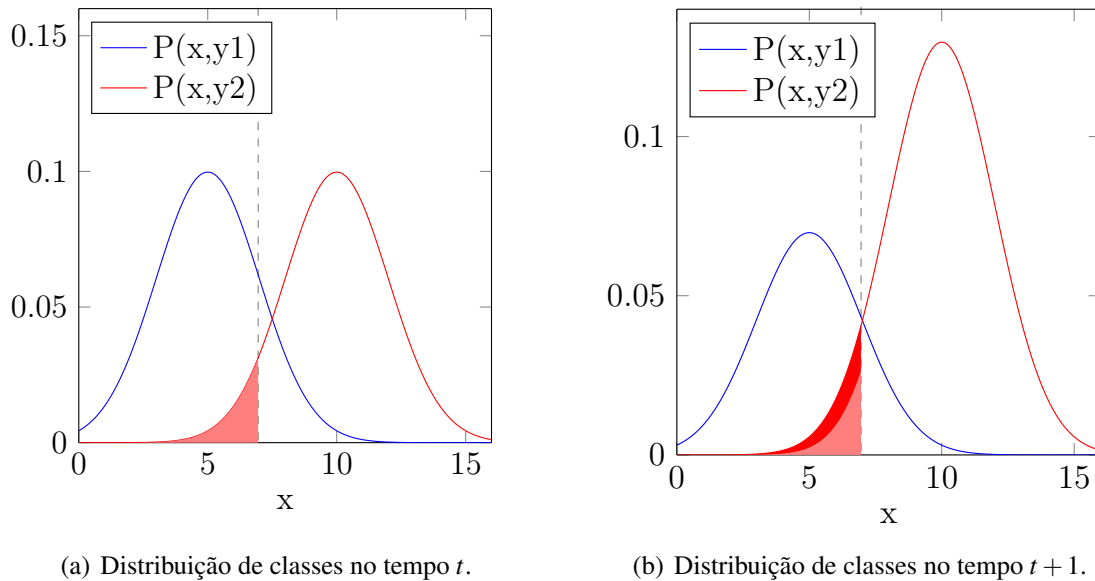 0.15
0.1
0.05
0
0
5
10
15
x
P(x,y1)
P(x,y2)
(a) Distribuição de classes no tempo t.
0.1
0.05
0
0
5
10
15
x
P(x,y1)
P(x,y2)
(b) Distribuição de classes no tempo t + 1.